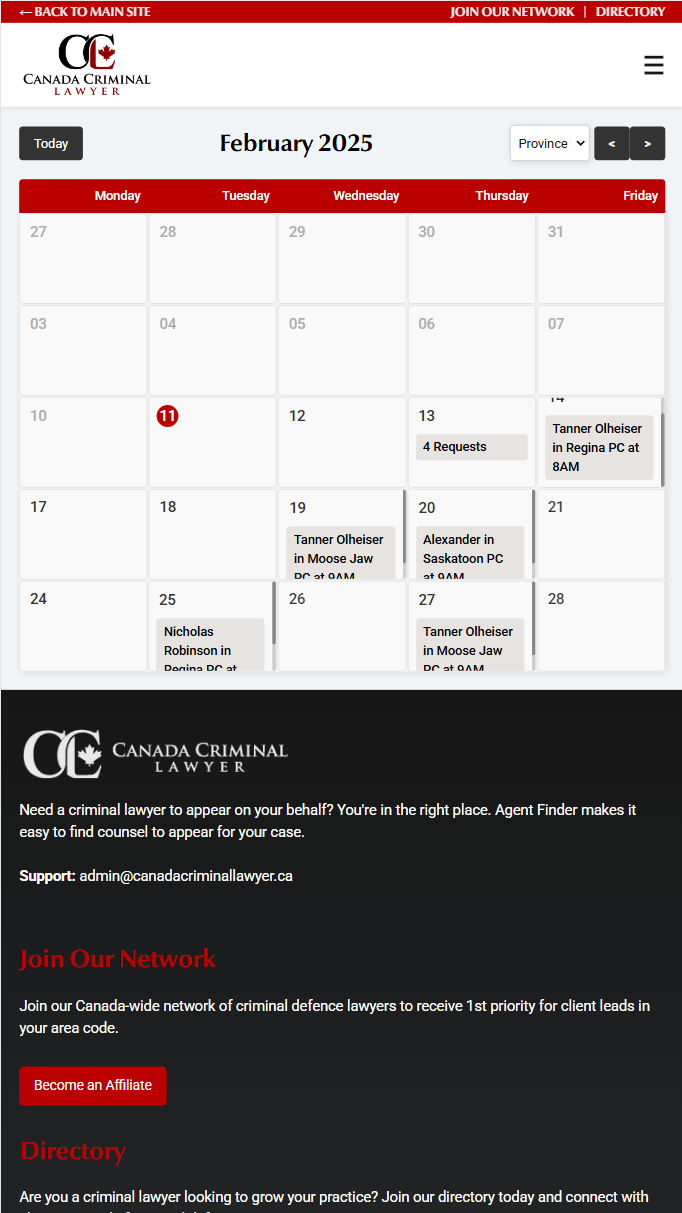 ← BACK TO MAIN SITE JOIN OUR NETWORK | DIRECTORY
CANADA CRIMINAL
LAWYER
Today February 2025 Province < >
Monday Tuesday Wednesday Thursday Friday
27 28 29 30 31
03 04 05 06 07
10 11 12 13 14
4 Requests
Tanner Olheiser
in Regina PC at
8AM
17 18 19 20 21
Tanner Olheiser
in Moose Jaw
PC at 9AM
Alexander in
Saskatoon PC
at 9AM
24 25 26 27 28
Nicholas
Robinson in
Regina PC at
Tanner Olheiser
in Moose Jaw
PC at 9AM
CANADA CRIMINAL
LAWYER
Need a criminal lawyer to appear on your behalf? You're in the right place. Agent Finder makes it
easy to find counsel to appear for your case.
Support: admin@canadacriminallawyer.ca
Join Our Network
Join our Canada-wide network of criminal defence lawyers to receive 1st priority for client leads in
your area code.
Become an Affiliate
Directory
Are you a criminal lawyer looking to grow your practice? Join our directory today and connect with